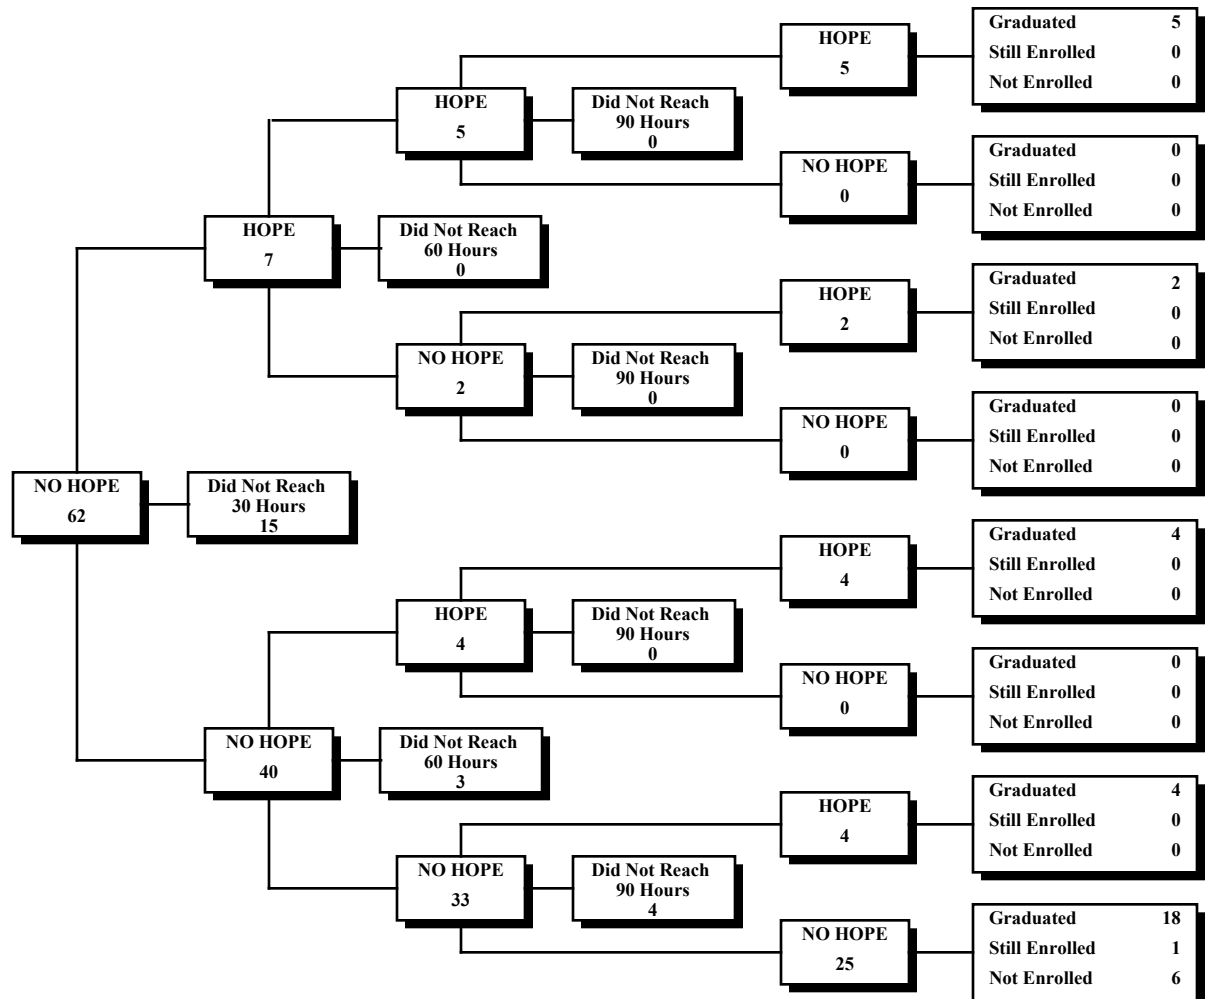 NO HOPE
62
Did Not Reach
30 Hours
15
HOPE
7
Did Not Reach
60 Hours
0
NO HOPE
40
Did Not Reach
60 Hours
3
HOPE
5
Did Not Reach
90 Hours
0
NO HOPE
2
Did Not Reach
90 Hours
0
HOPE
4
Did Not Reach
90 Hours
0
NO HOPE
33
Did Not Reach
90 Hours
4
HOPE
5
NO HOPE
0
HOPE
2
NO HOPE
0
HOPE
4
NO HOPE
0
HOPE
4
NO HOPE
25
Graduated 5
Still Enrolled 0
Not Enrolled 0
Graduated 0
Still Enrolled 0
Not Enrolled 0
Graduated 2
Still Enrolled 0
Not Enrolled 0
Graduated 0
Still Enrolled 0
Not Enrolled 0
Graduated 4
Still Enrolled 0
Not Enrolled 0
Graduated 0
Still Enrolled 0
Not Enrolled 0
Graduated 4
Still Enrolled 0
Not Enrolled 0
Graduated 18
Still Enrolled 1
Not Enrolled 6